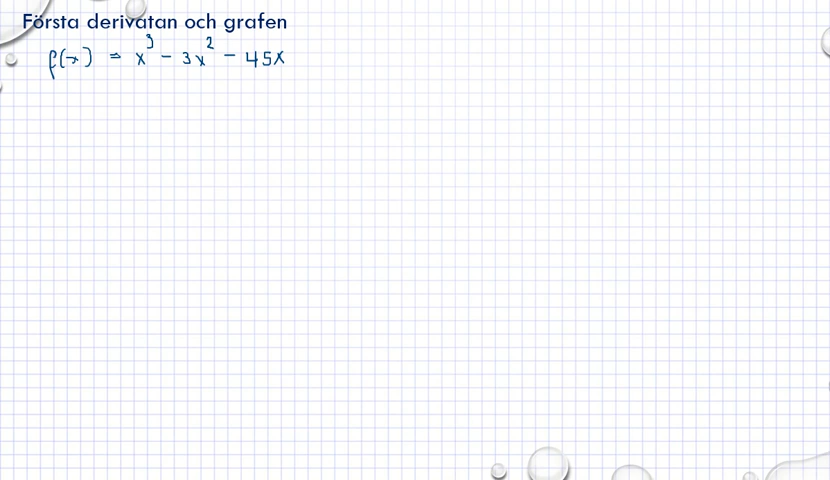 Första derivatan och grafen
f(x) = x³ - 3x² - 45x